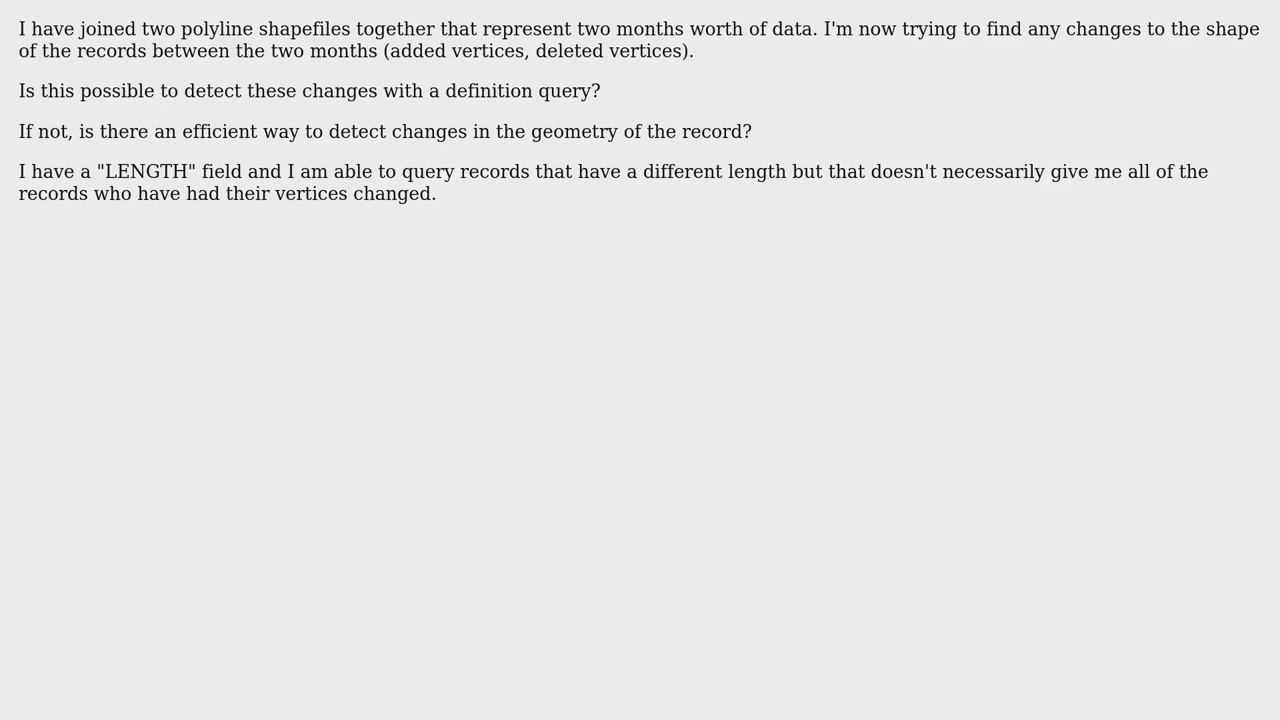 I have joined two polyline shapefiles together that represent two months worth of data. I'm now trying to find any changes to the shape
of the records between the two months (added vertices, deleted vertices).
Is this possible to detect these changes with a definition query?
If not, is there an efficient way to detect changes in the geometry of the record?
I have a "LENGTH" field and I am able to query records that have a different length but that doesn't necessarily give me all of the
records who have had their vertices changed.